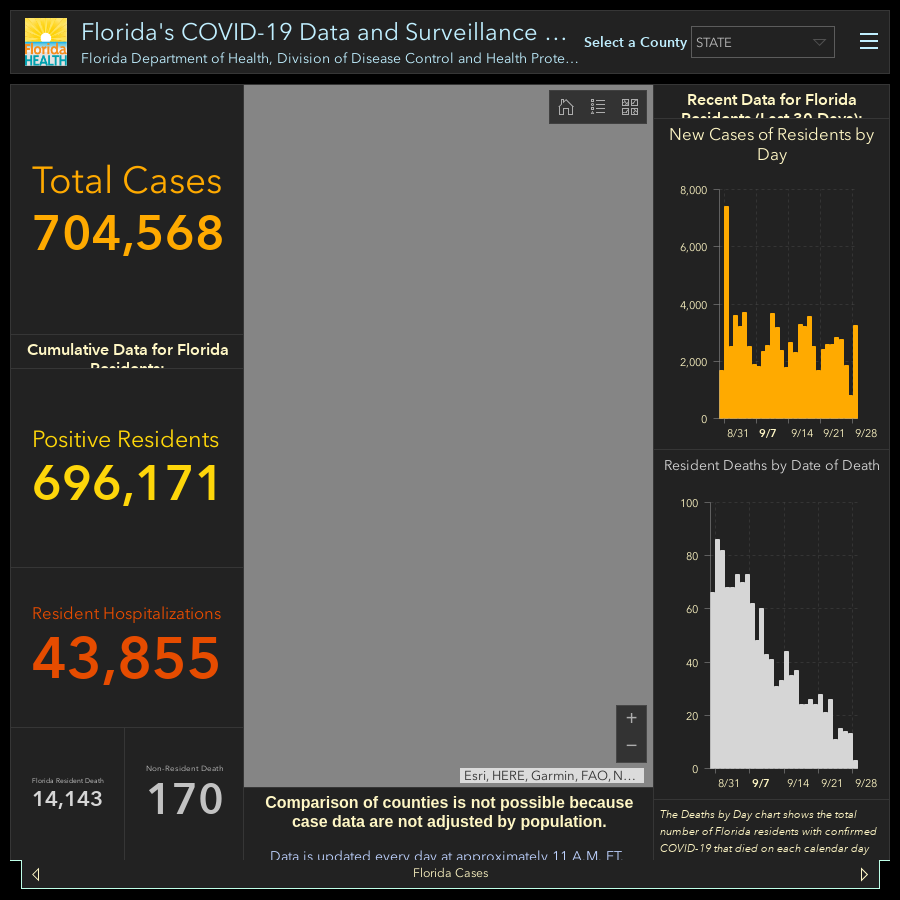 Florida's COVID-19 Data and Surveillance ...
Florida Department of Health, Division of Disease Control and Health Prote...
Florida
HEALTH
Select a County
STATE
Total Cases
704,568
Cumulative Data for Florida
Residents:
Positive Residents
696,171
Resident Hospitalizations
43,855
Florida Resident Death
14,143
Non-Resident Death
170
Esri, HERE, Garmin, FAO, N...
Comparison of counties is not possible because
case data are not adjusted by population.
Data is updated every day at approximately 11 A.M. ET.
Recent Data for Florida
Residents (Last 30 Days):
New Cases of Residents by
Day
8,000
6,000
4,000
2,000
0
8/31 9/7 9/14 9/21 9/28
Resident Deaths by Date of Death
100
80
60
40
20
0
8/31 9/7 9/14 9/21 9/28
The Deaths by Day chart shows the total
number of Florida residents with confirmed
COVID-19 that died on each calendar day
Florida Cases